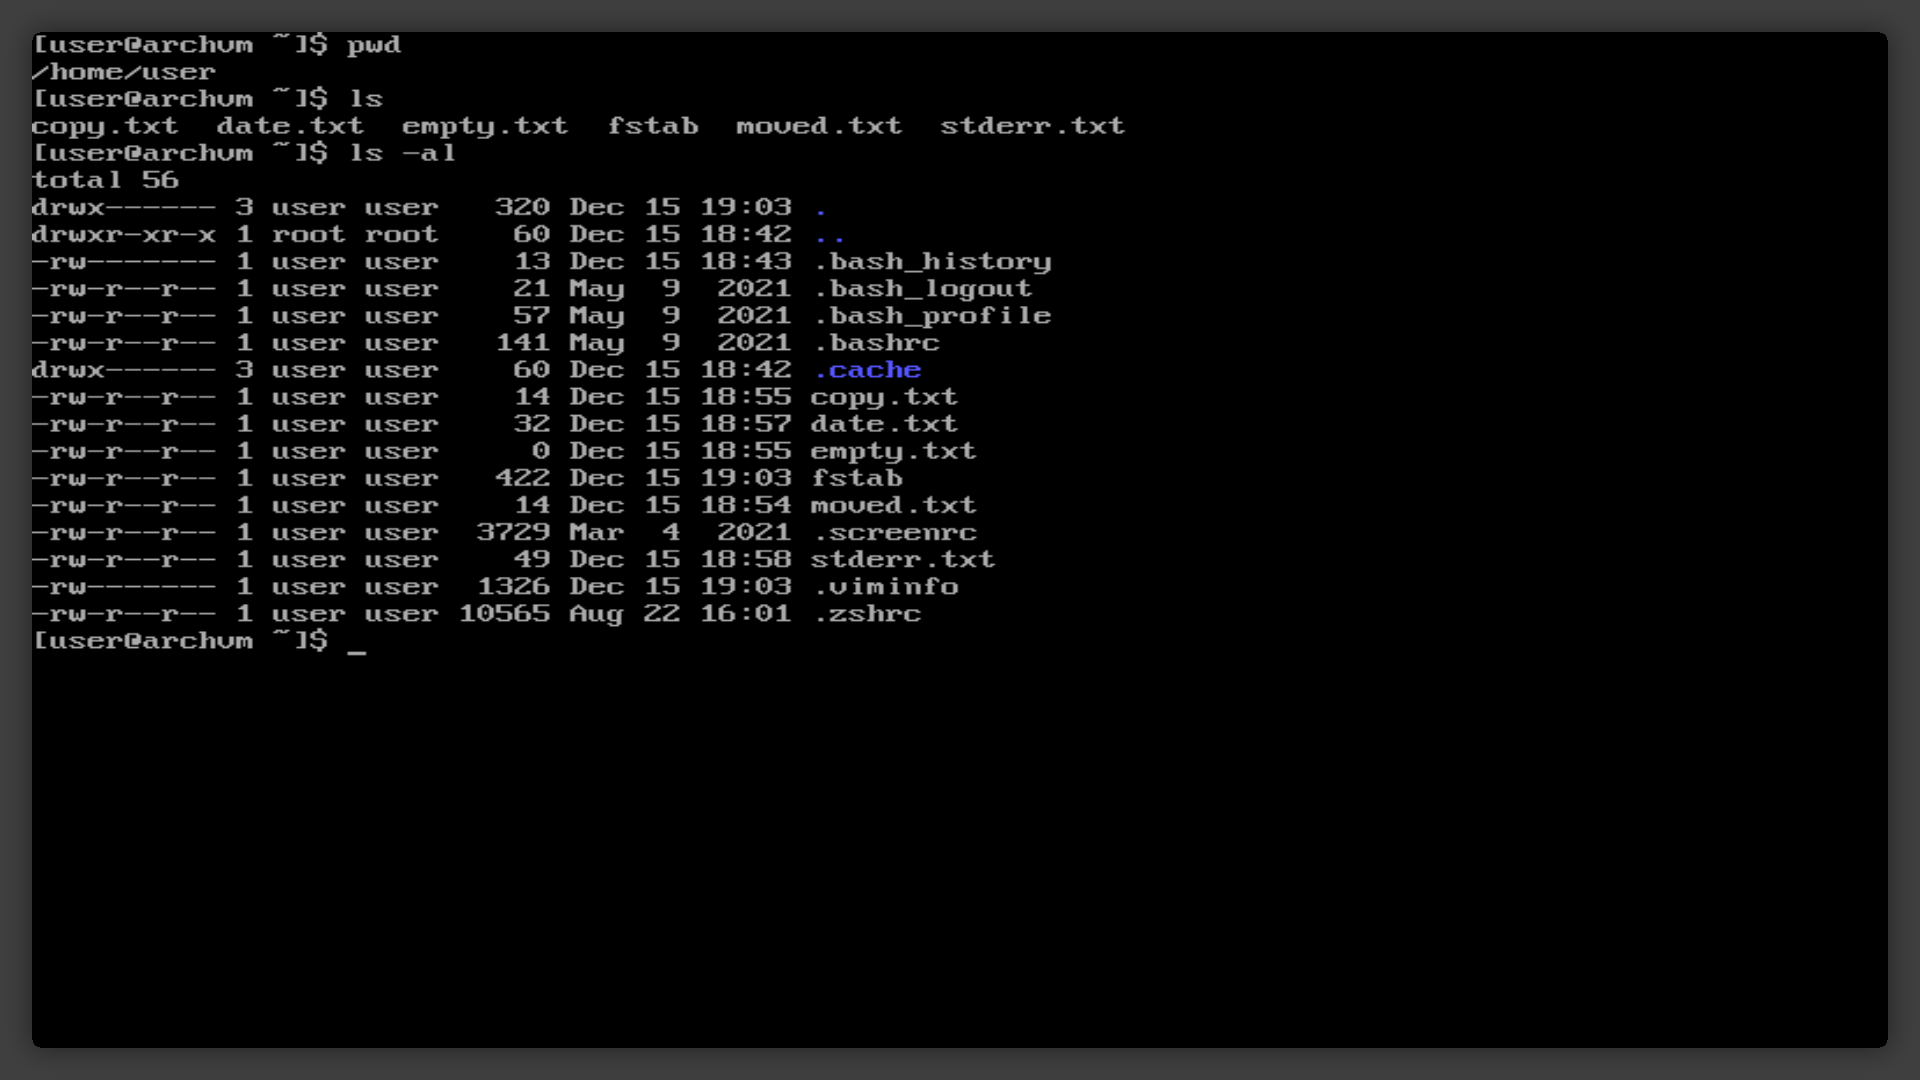 [user@archvm ~]$ pwd
/home/user
[user@archvm ~]$ ls
copy.txt  date.txt  empty.txt  fstab  moved.txt  stderr.txt
[user@archvm ~]$ ls -al
total 56
drwx------ 3 user user   320 Dec 15 19:03 .
drwxr-xr-x 1 root root    60 Dec 15 18:42 ..
-rw------- 1 user user    13 Dec 15 18:43 .bash_history
-rw-r--r-- 1 user user    21 May  9  2021 .bash_logout
-rw-r--r-- 1 user user    57 May  9  2021 .bash_profile
-rw-r--r-- 1 user user   141 May  9  2021 .bashrc
drwx------ 3 user user    60 Dec 15 18:42 .cache
-rw-r--r-- 1 user user    14 Dec 15 18:55 copy.txt
-rw-r--r-- 1 user user    32 Dec 15 18:57 date.txt
-rw-r--r-- 1 user user     0 Dec 15 18:55 empty.txt
-rw-r--r-- 1 user user   422 Dec 15 19:03 fstab
-rw-r--r-- 1 user user    14 Dec 15 18:54 moved.txt
-rw-r--r-- 1 user user  3729 Mar  4  2021 .screenrc
-rw-r--r-- 1 user user    49 Dec 15 18:58 stderr.txt
-rw------- 1 user user  1326 Dec 15 19:03 .viminfo
-rw-r--r-- 1 user user 10565 Aug 22 16:01 .zshrc
[user@archvm ~]$ _